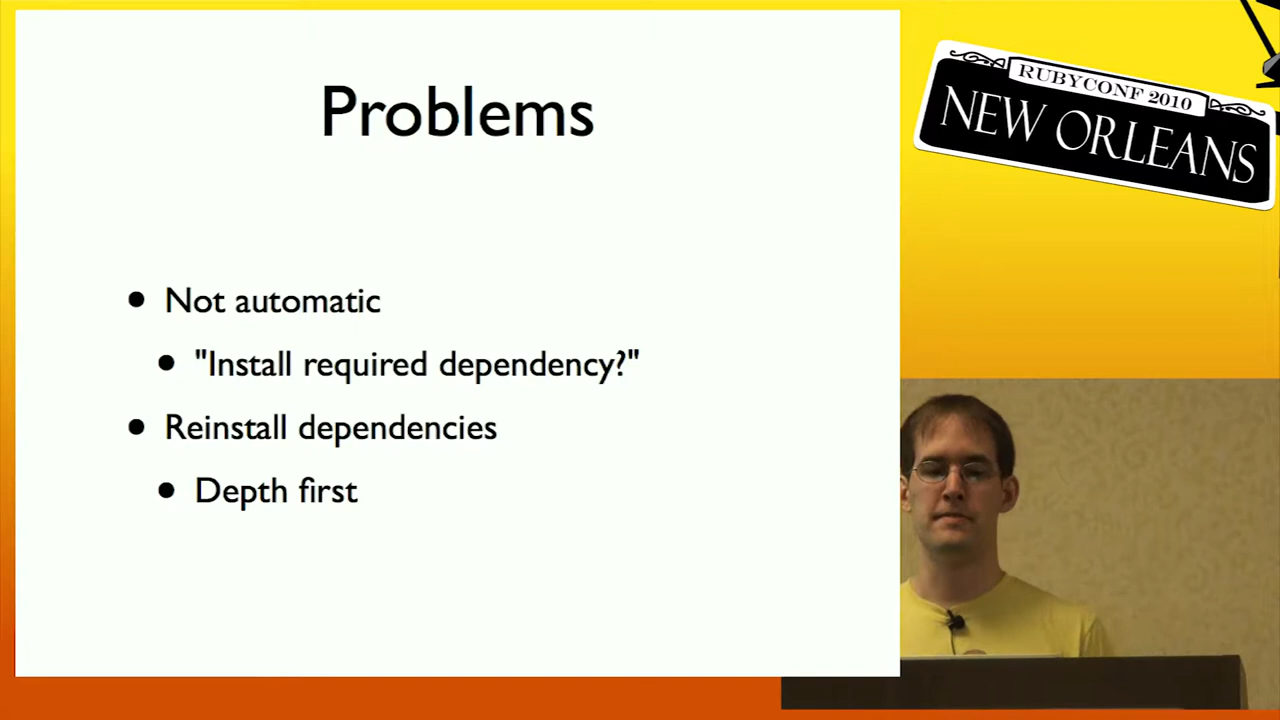 Problems
• Not automatic
• "Install required dependency?"
• Reinstall dependencies
• Depth first
RUBYCONF 2010
NEW ORLEANS